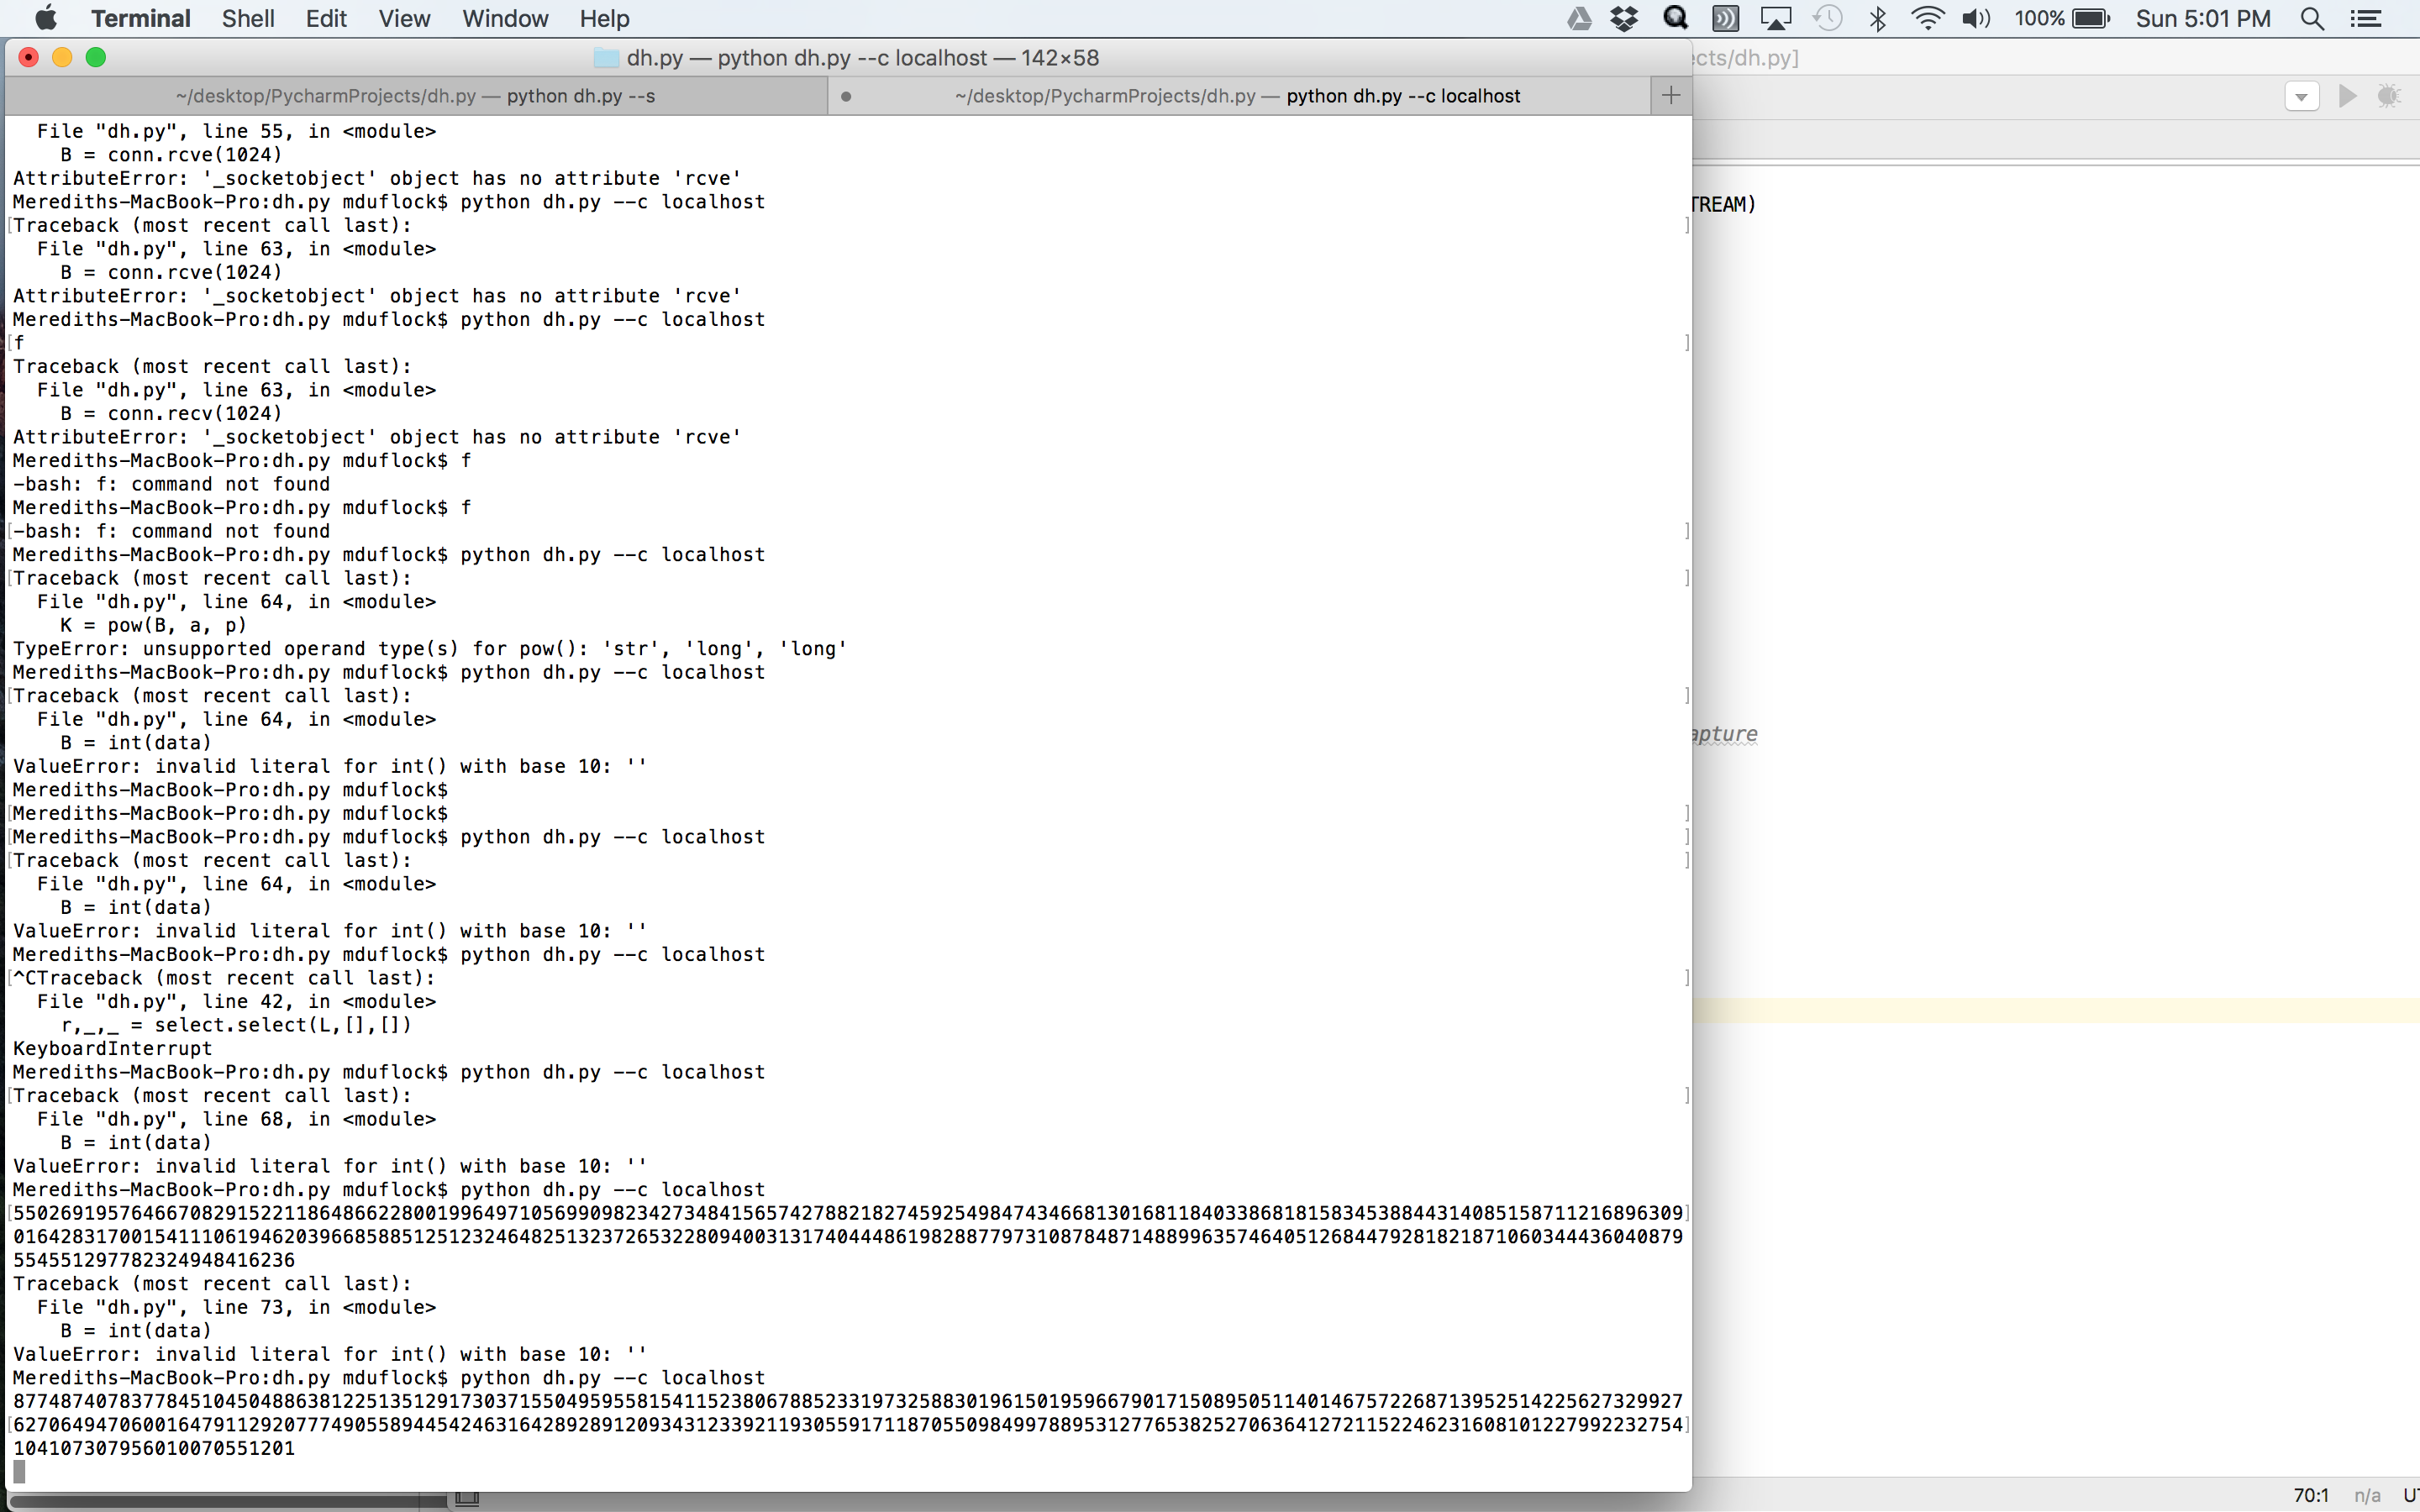 Terminal Shell Edit View Window Help 100% Sun 5:01 PM
dh.py — python dh.py --c localhost — 142×58
cts/dh.py]
~/desktop/PycharmProjects/dh.py — python dh.py --s
~/desktop/PycharmProjects/dh.py — python dh.py --c localhost
File "dh.py", line 55, in <module>
B = conn.rcve(1024)
AttributeError: '_socketobject' object has no attribute 'rcve'
Merediths-MacBook-Pro:dh.py mduflock$ python dh.py --c localhost
TREAM)
[Traceback (most recent call last): ]
File "dh.py", line 63, in <module>
B = conn.rcve(1024)
AttributeError: '_socketobject' object has no attribute 'rcve'
Merediths-MacBook-Pro:dh.py mduflock$ python dh.py --c localhost
[f ]
Traceback (most recent call last):
File "dh.py", line 63, in <module>
B = conn.recv(1024)
AttributeError: '_socketobject' object has no attribute 'rcve'
Merediths-MacBook-Pro:dh.py mduflock$ f
-bash: f: command not found
Merediths-MacBook-Pro:dh.py mduflock$ f
[-bash: f: command not found ]
Merediths-MacBook-Pro:dh.py mduflock$ python dh.py --c localhost
[Traceback (most recent call last): ]
File "dh.py", line 64, in <module>
K = pow(B, a, p)
TypeError: unsupported operand type(s) for pow(): 'str', 'long', 'long'
Merediths-MacBook-Pro:dh.py mduflock$ python dh.py --c localhost
[Traceback (most recent call last): ]
File "dh.py", line 64, in <module>
apture
B = int(data)
ValueError: invalid literal for int() with base 10: ''
Merediths-MacBook-Pro:dh.py mduflock$
[Merediths-MacBook-Pro:dh.py mduflock$ ]
[Merediths-MacBook-Pro:dh.py mduflock$ python dh.py --c localhost ]
[Traceback (most recent call last): ]
File "dh.py", line 64, in <module>
B = int(data)
ValueError: invalid literal for int() with base 10: ''
Merediths-MacBook-Pro:dh.py mduflock$ python dh.py --c localhost
[^CTraceback (most recent call last): ]
File "dh.py", line 42, in <module>
r,_,_ = select.select(L,[],[])
KeyboardInterrupt
Merediths-MacBook-Pro:dh.py mduflock$ python dh.py --c localhost
[Traceback (most recent call last): ]
File "dh.py", line 68, in <module>
B = int(data)
ValueError: invalid literal for int() with base 10: ''
Merediths-MacBook-Pro:dh.py mduflock$ python dh.py --c localhost
[5502691957646670829152211864866228001996497105699098234273484156574278821827459254984743466813016811840338681815834538844314085158711216896309]
0164283170015411106194620396685885125123246482513237265322809400313174044486198288779731087848714889963574640512684479281821871060344436040879
554551297782324948416236
Traceback (most recent call last):
File "dh.py", line 73, in <module>
B = int(data)
ValueError: invalid literal for int() with base 10: ''
Merediths-MacBook-Pro:dh.py mduflock$ python dh.py --c localhost
8774874078377845104504886381225135129173037155049595581541152380678852331973258830196150195966790171508950511401467572268713952514225627329927
[6270649470600164791129207774905589445424631642892891209343123392119305591711870550984997889531277653825270636412721152246231608101227992232754]
104107307956010070551201
70:1 n/a UT